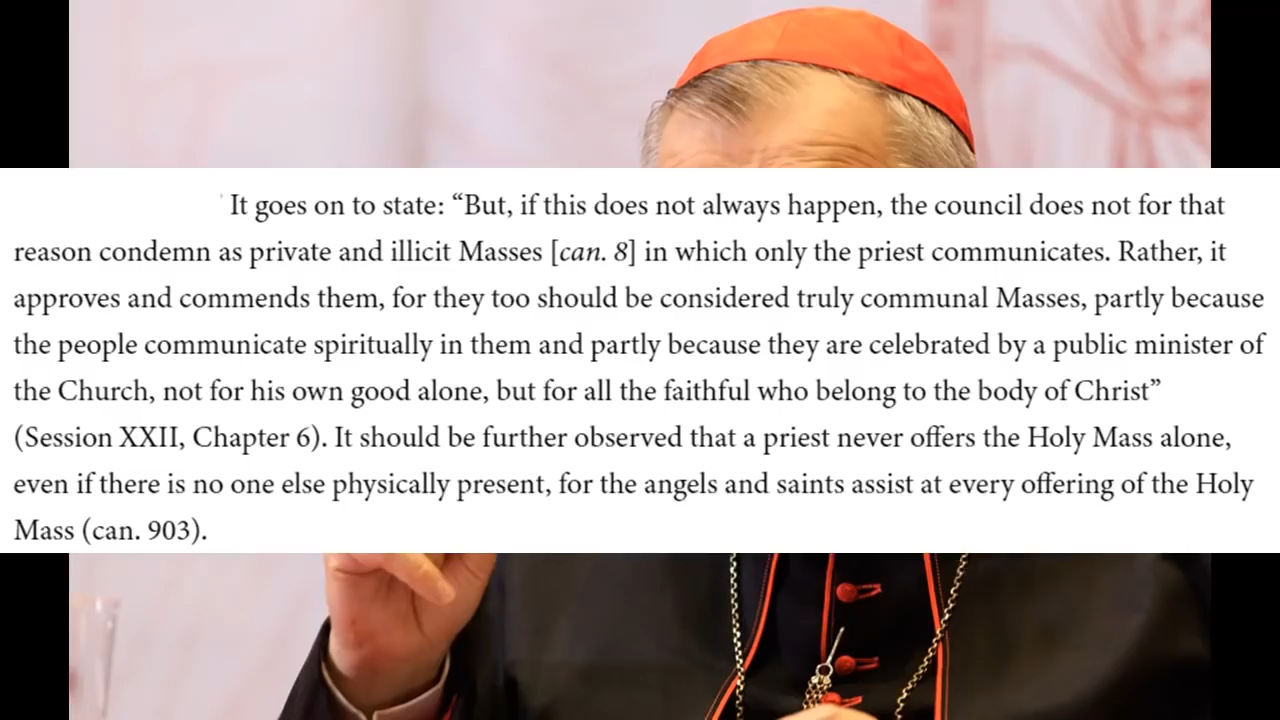 It goes on to state: “But, if this does not always happen, the council does not for that
reason condemn as private and illicit Masses [can. 8] in which only the priest communicates. Rather, it
approves and commends them, for they too should be considered truly communal Masses, partly because
the people communicate spiritually in them and partly because they are celebrated by a public minister of
the Church, not for his own good alone, but for all the faithful who belong to the body of Christ”
(Session XXII, Chapter 6). It should be further observed that a priest never offers the Holy Mass alone,
even if there is no one else physically present, for the angels and saints assist at every offering of the Holy
Mass (can. 903).